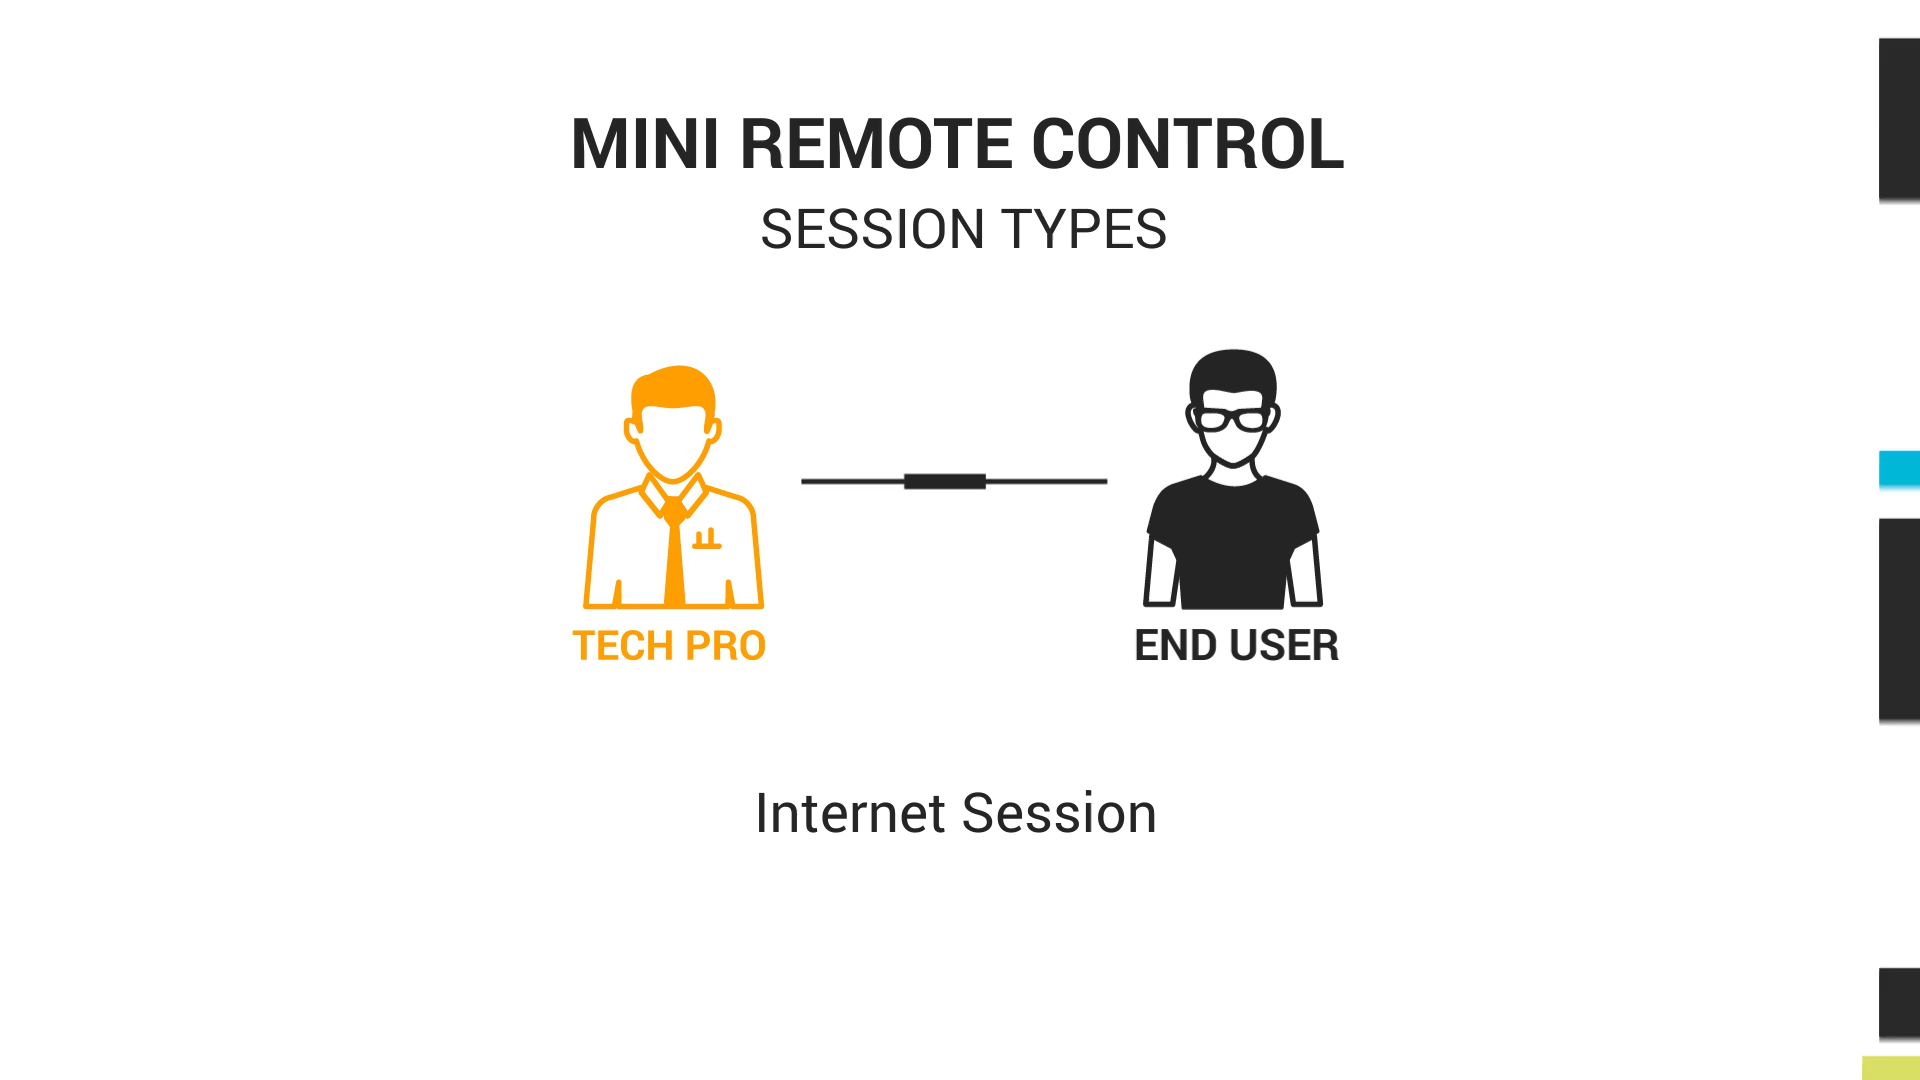 MINI REMOTE CONTROL
SESSION TYPES
TECH PRO
END USER
Internet Session